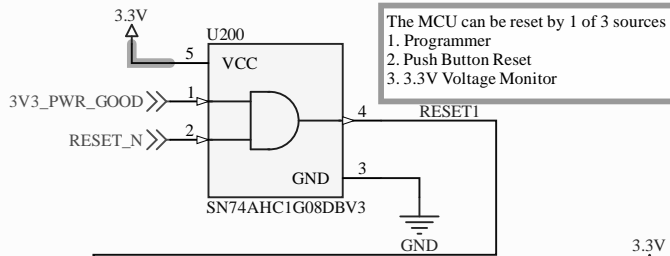 3.3V
U200
The MCU can be reset by 1 of 3 sources
1. Programmer
2. Push Button Reset
3. 3.3V Voltage Monitor
5
VCC
3V3_PWR_GOOD
1
4
RESET1
RESET_N
2
3
GND
SN74AHC1G08DBV3
GND
3.3V